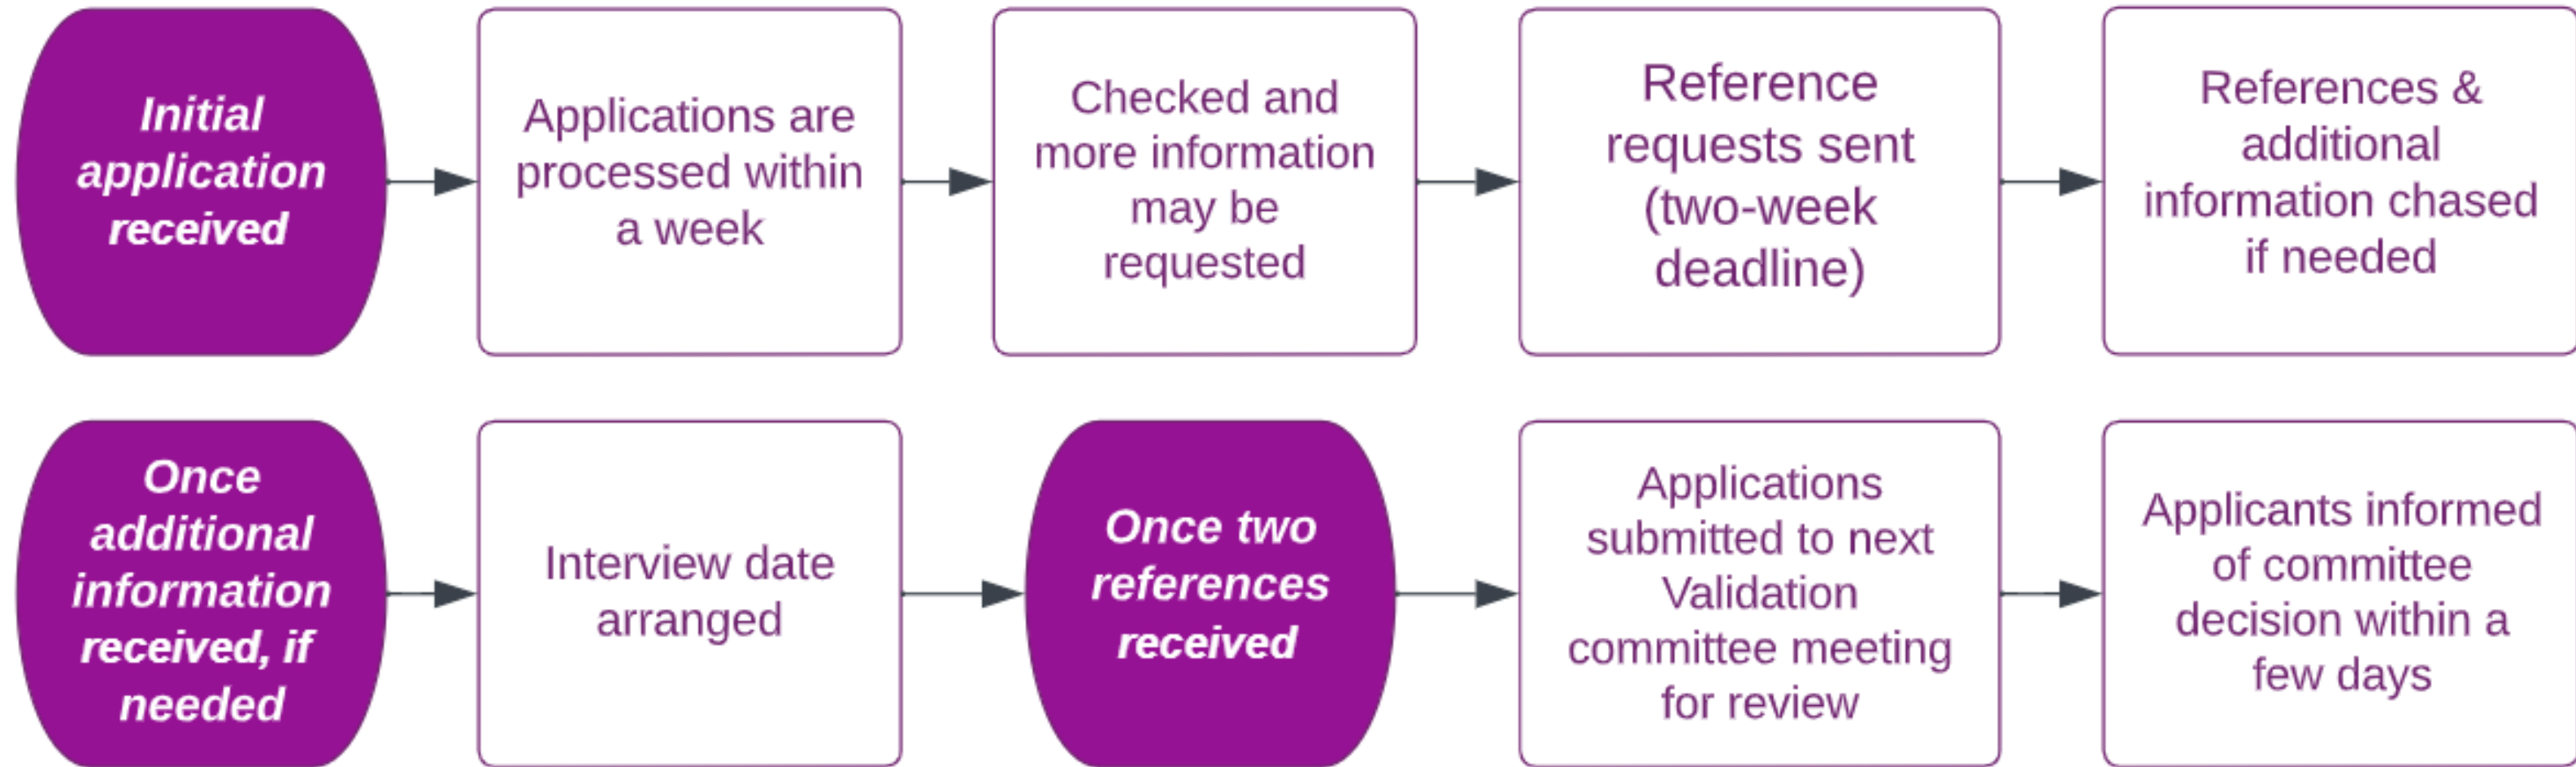 Initial
application
received
Applications are
processed within
a week
Checked and
more information
may be
requested
Reference
requests sent
(two-week
deadline)
References &
additional
information chased
if needed
Once
additional
information
received, if
needed
Interview date
arranged
Once two
references
received
Applications
submitted to next
Validation
committee meeting
for review
Applicants informed
of committee
decision within a
few days